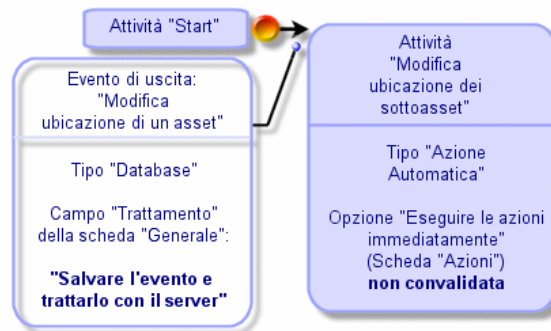 Attività "Start"
Evento di uscita:
"Modifica
ubicazione di un asset"
Tipo "Database"
Campo "Trattamento"
della scheda "Generale":
"Salvare l'evento e
trattarlo con il server"
Attività
"Modifica
ubicazione dei
sottoasset"
Tipo "Azione
Automatica"
Opzione "Eseguire le azioni
immediatamente"
(Scheda "Azioni")
non convalidata